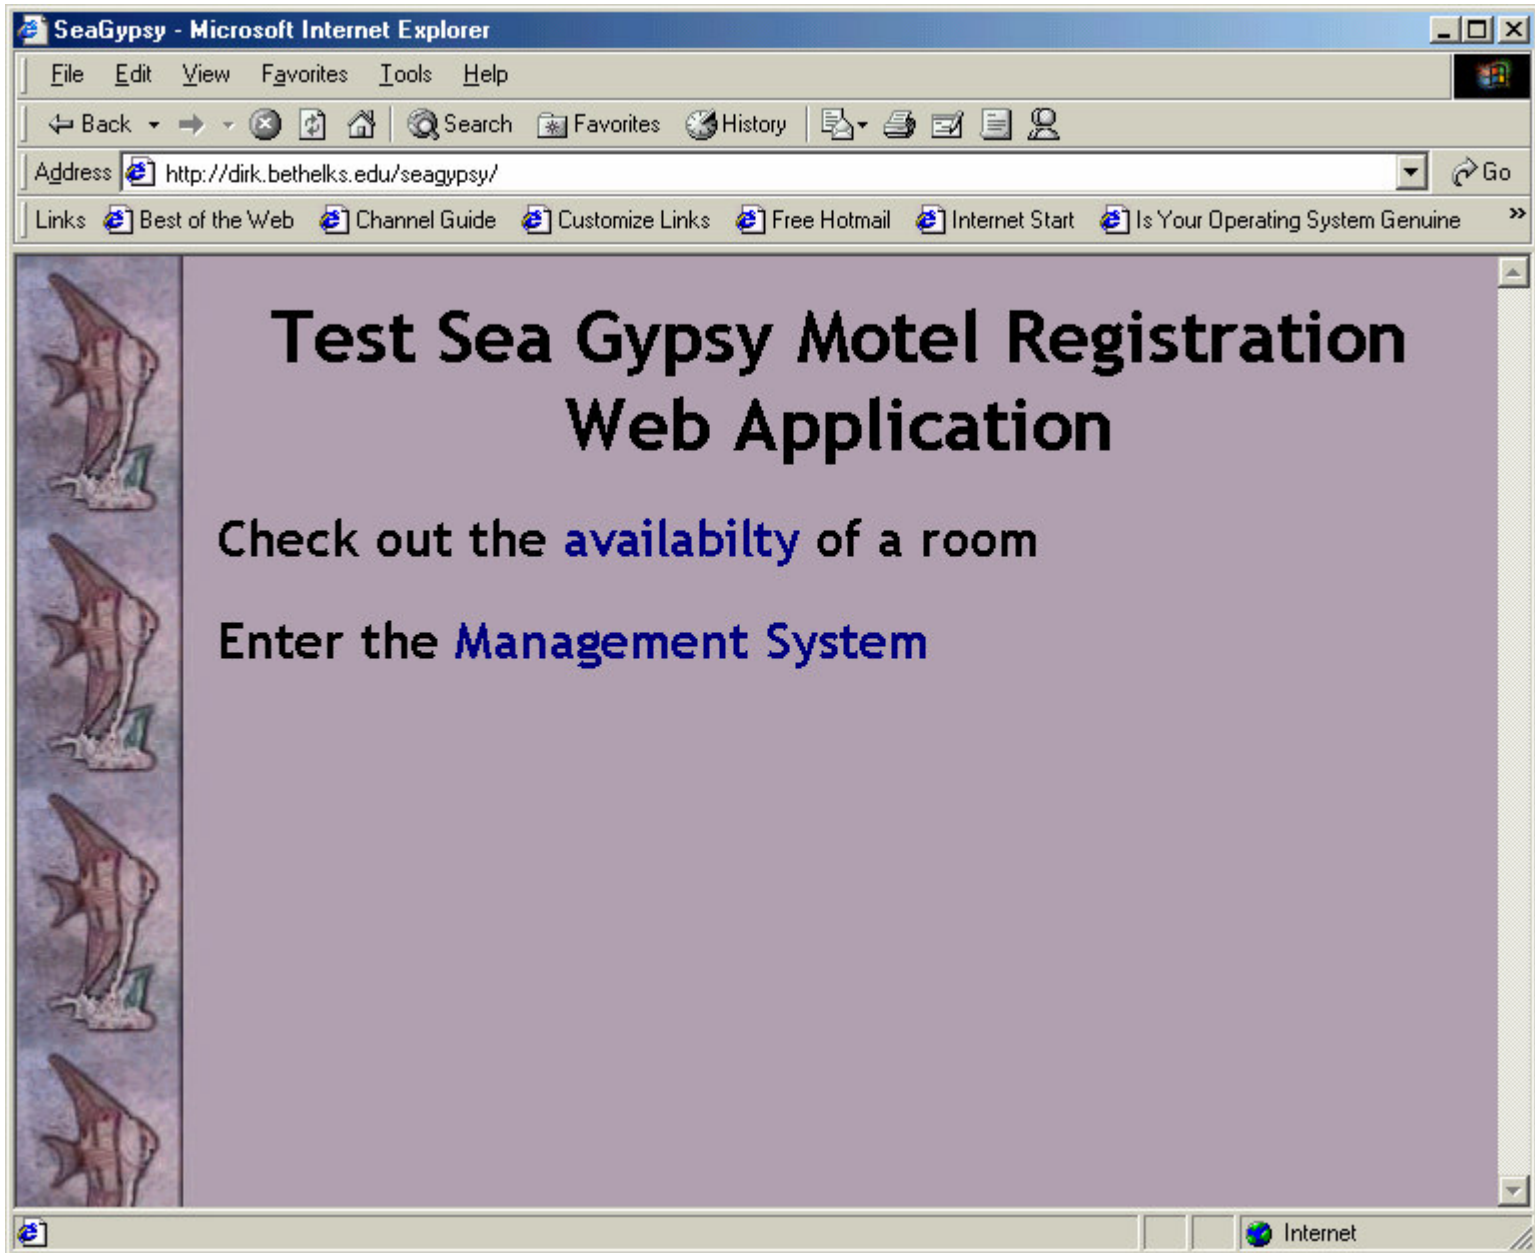 SeaGypsy - Microsoft Internet Explorer
File Edit View Favorites Tools Help
Back Search Favorites History
Address http://dirk.bethelks.edu/seagypsy/ Go
Links Best of the Web Channel Guide Customize Links Free Hotmail Internet Start Is Your Operating System Genuine »
Test Sea Gypsy Motel Registration
Web Application
Check out the availabilty of a room
Enter the Management System
Internet